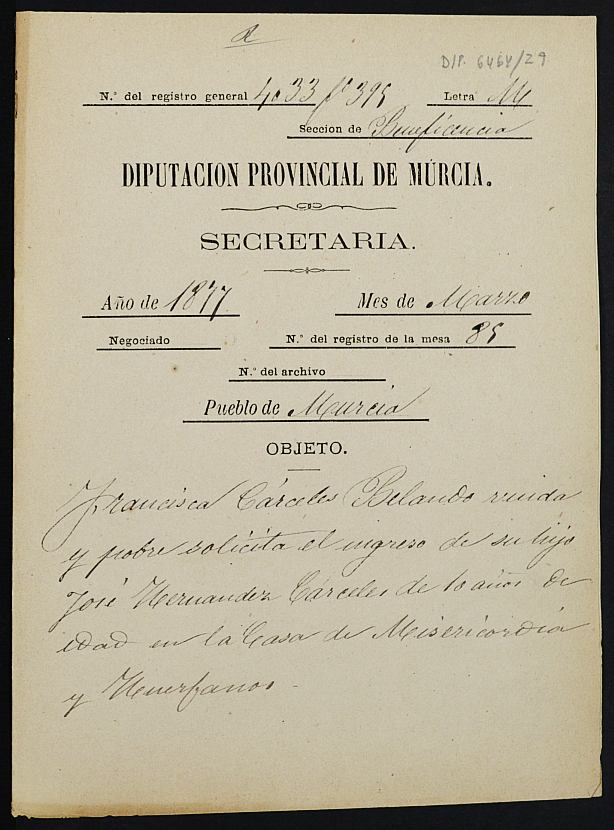 a
DIP. 6464/29
N.° del registro general 4033 fº 395 Letra M
Seccion de Beneficencia
DIPUTACION PROVINCIAL DE MÚRCIA.
SECRETARIA.
Año de 1877 Mes de Marzo
Negociado N.° del registro de la mesa 85
N.° del archivo
Pueblo de Murcia
OBJETO.
Francisca Cárceles Belando viuda
y pobre solicita el ingreso de su hijo
José Hernandez Cárceles de 10 años de
edad en la Casa de Misericordia
y Huerfanos.